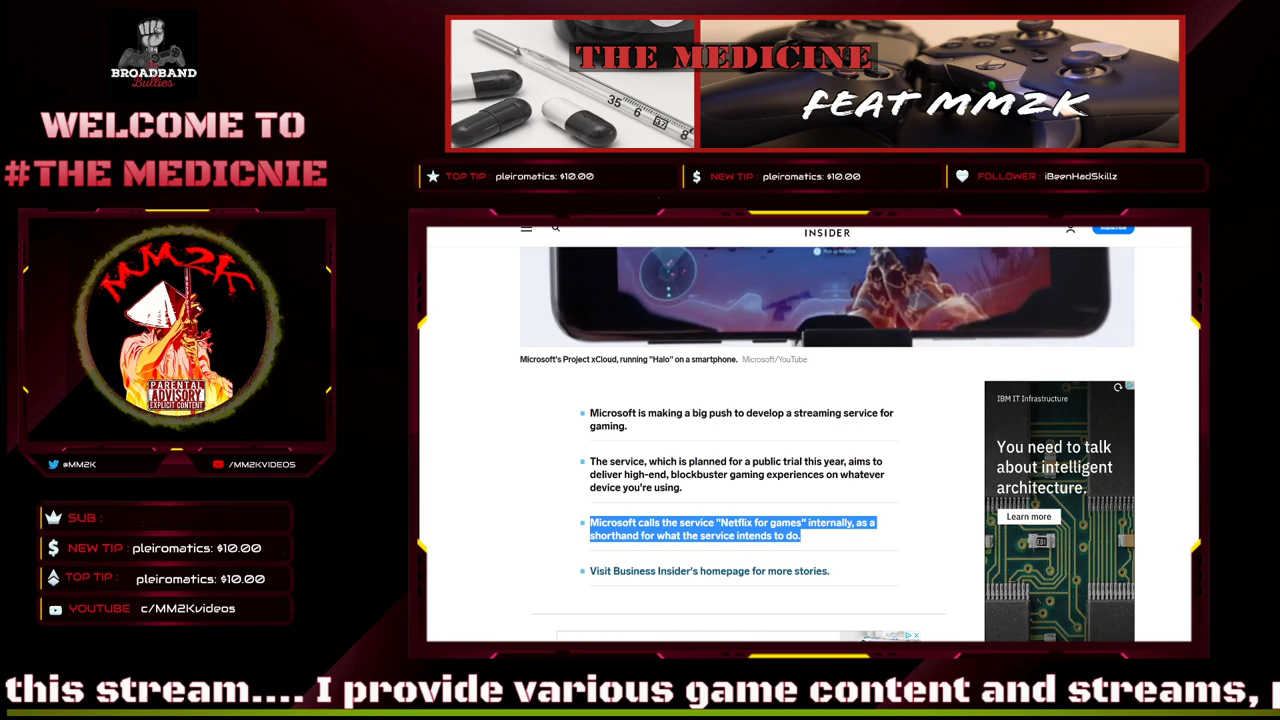 BROADBAND
Bullies
WELCOME TO
#THE MEDICNIE
THE MEDICINE
FEAT MM2K
35
6
37
8
TOP TIP : pleiromatics: $10.00
NEW TIP : pleiromatics: $10.00
FOLLOWER : iBeenHadSkillz
MM2K
PARENTAL
ADVISORY
EXPLICIT CONTENT
@MM2K
/MM2KVIDEOS
SUB :
NEW TIP : pleiromatics: $10.00
TOP TIP : pleiromatics: $10.00
YOUTUBE c/MM2Kvideos
INSIDER
Subscribe
Microsoft's Project xCloud, running "Halo" on a smartphone. Microsoft/YouTube
Microsoft is making a big push to develop a streaming service for
gaming.
The service, which is planned for a public trial this year, aims to
deliver high-end, blockbuster gaming experiences on whatever
device you're using.
Microsoft calls the service "Netflix for games" internally, as a
shorthand for what the service intends to do.
Visit Business Insider's homepage for more stories.
IBM IT Infrastructure
You need to talk
about intelligent
architecture.
Learn more
this stream.... I provide various game content and streams,